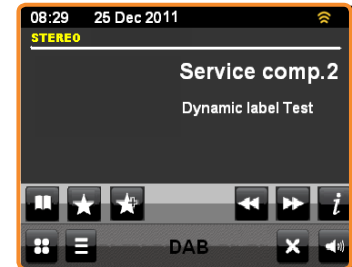 08:29 25 Dec 2011
STEREO
Service comp.2
Dynamic label Test
i
DAB